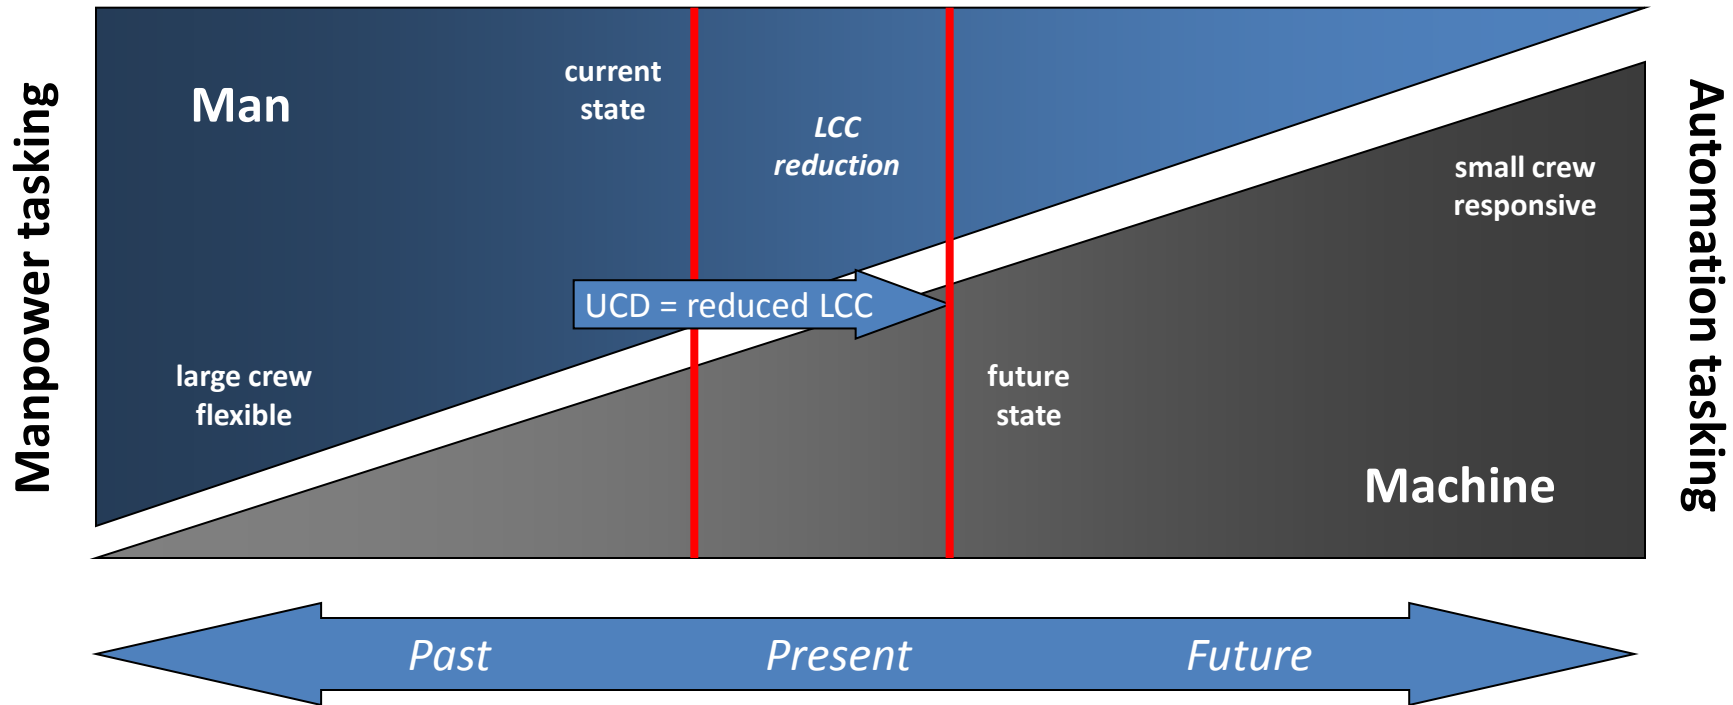 Manpower tasking
Man
current
state
LCC
reduction
small crew
responsive
UCD = reduced LCC
large crew
flexible
future
state
Machine
Automation tasking
Past
Present
Future